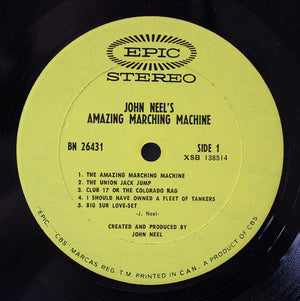 EPIC
STEREO
JOHN NEEL'S
AMAZING MARCHING MACHINE
BN 26431 SIDE 1
XSB 138514
1. THE AMAZING MARCHING MACHINE
2. THE UNION JACK JUMP
3. CLUB 17 OR THE COLORADO RAG
4. I SHOULD HAVE OWNED A FLEET OF TANKERS
5. BIG SUR LOVE-SET
-J. Neel-
CREATED AND PRODUCED BY
JOHN NEEL
"EPIC," "CBS" MARCAS REG. T.M. PRINTED IN CAN. A PRODUCT OF CBS